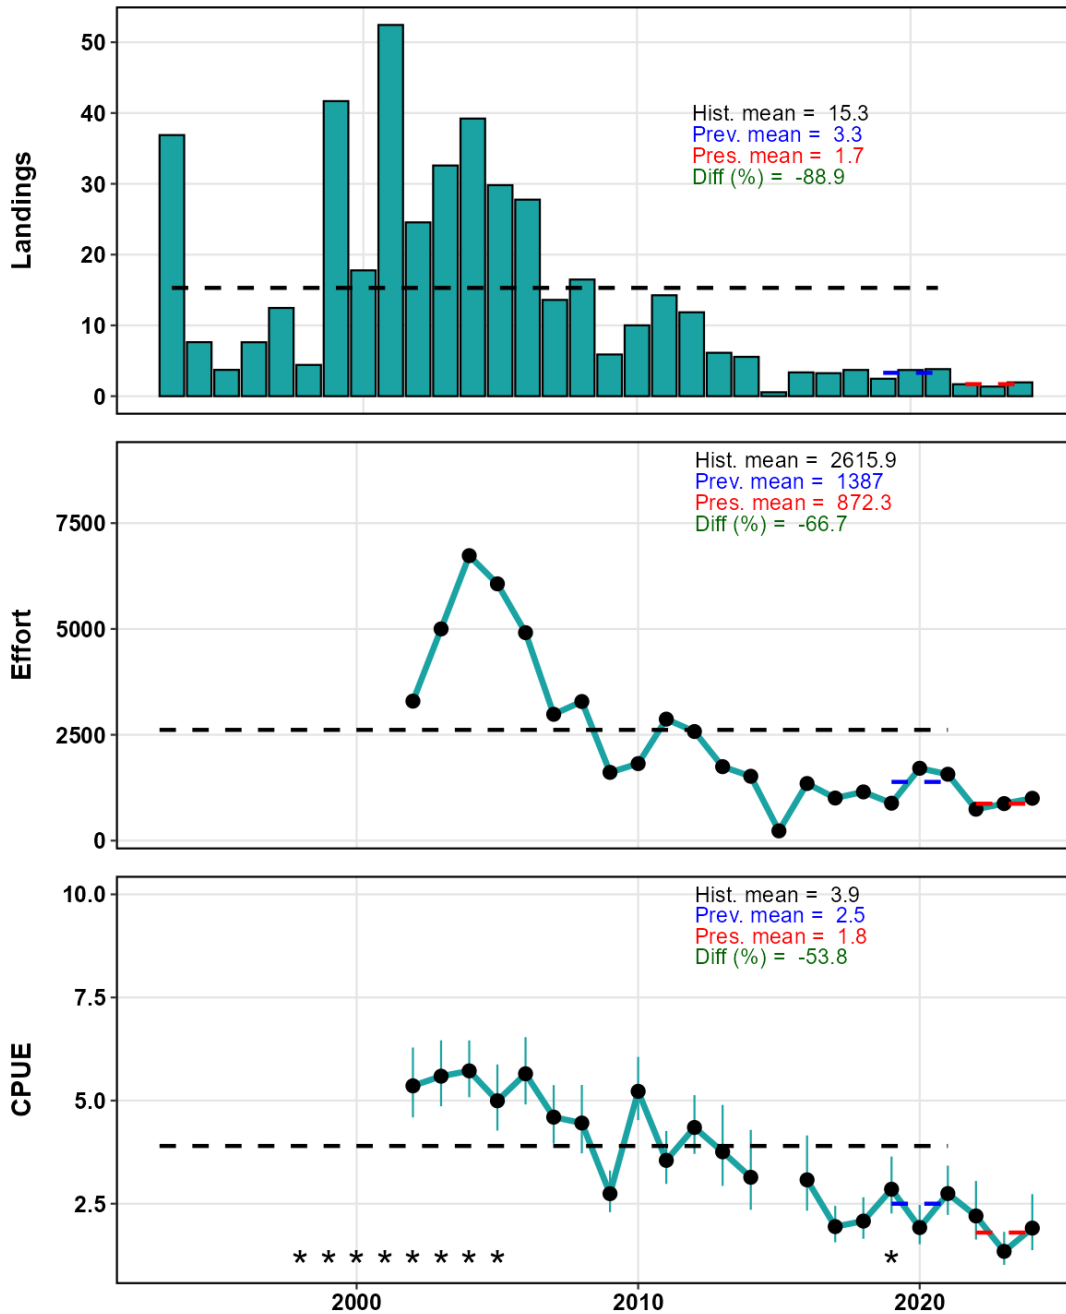 Landings
50
40
30
20
10
0
Hist. mean = 15.3
Prev. mean = 3.3
Pres. mean = 1.7
Diff (%) = -88.9
Effort
7500
5000
2500
0
Hist. mean = 2615.9
Prev. mean = 1387
Pres. mean = 872.3
Diff (%) = -66.7
CPUE
10.0
7.5
5.0
2.5
Hist. mean = 3.9
Prev. mean = 2.5
Pres. mean = 1.8
Diff (%) = -53.8
* * * * * * * * *
2000 2010 2020